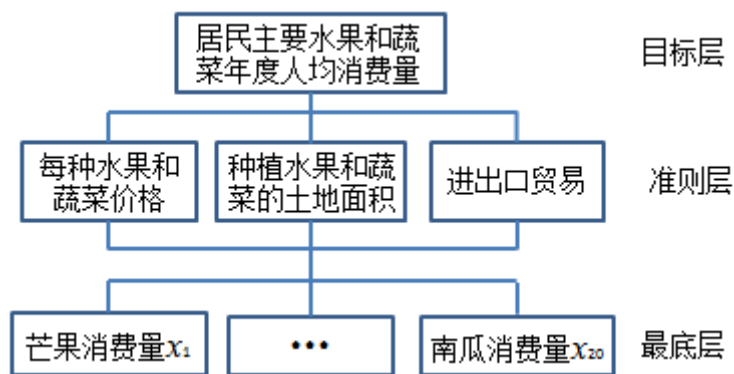 居民主要水果和蔬
菜年度人均消费量
目标层
每种水果和
蔬菜价格
种植水果和蔬
菜的土地面积
进出口贸易
准则层
芒果消费量x₁
•••
南瓜消费量x₂₀
最底层